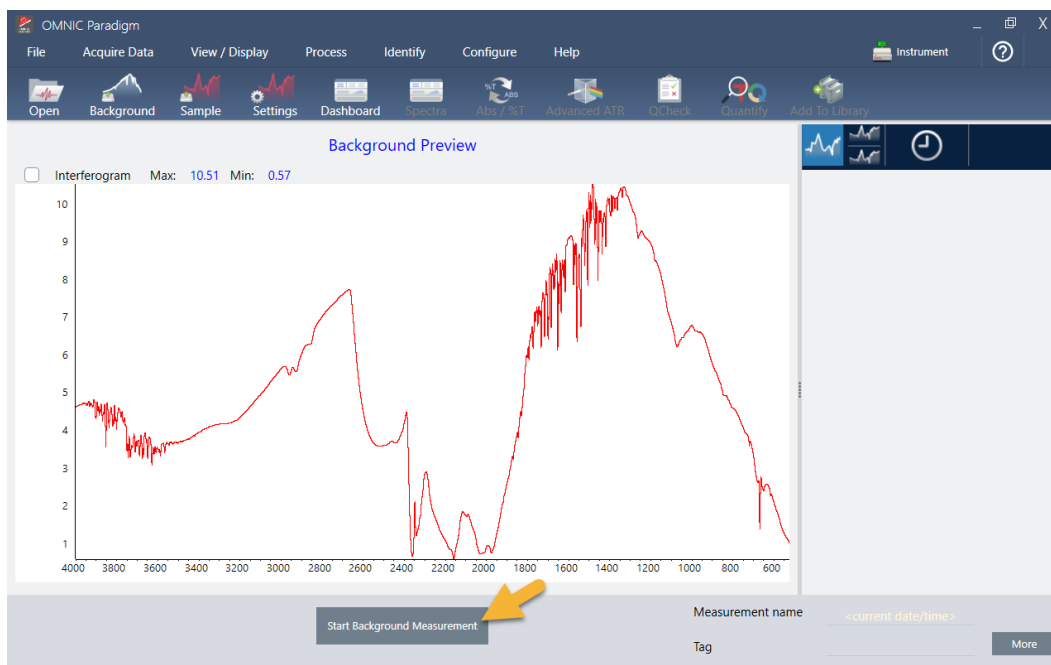 OMNIC Paradigm
File Acquire Data View / Display Process Identify Configure Help Instrument
Open Background Sample Settings Dashboard Spectra Abs / %T Advanced ATR QCheck Quantify Add To Library
%T ABS
Background Preview
Interferogram Max: 10.51 Min: 0.57
10
9
8
7
6
5
4
3
2
1
4000 3800 3600 3400 3200 3000 2800 2600 2400 2200 2000 1800 1600 1400 1200 1000 800 600
Start Background Measurement
Measurement name <current date/time>
Tag
More